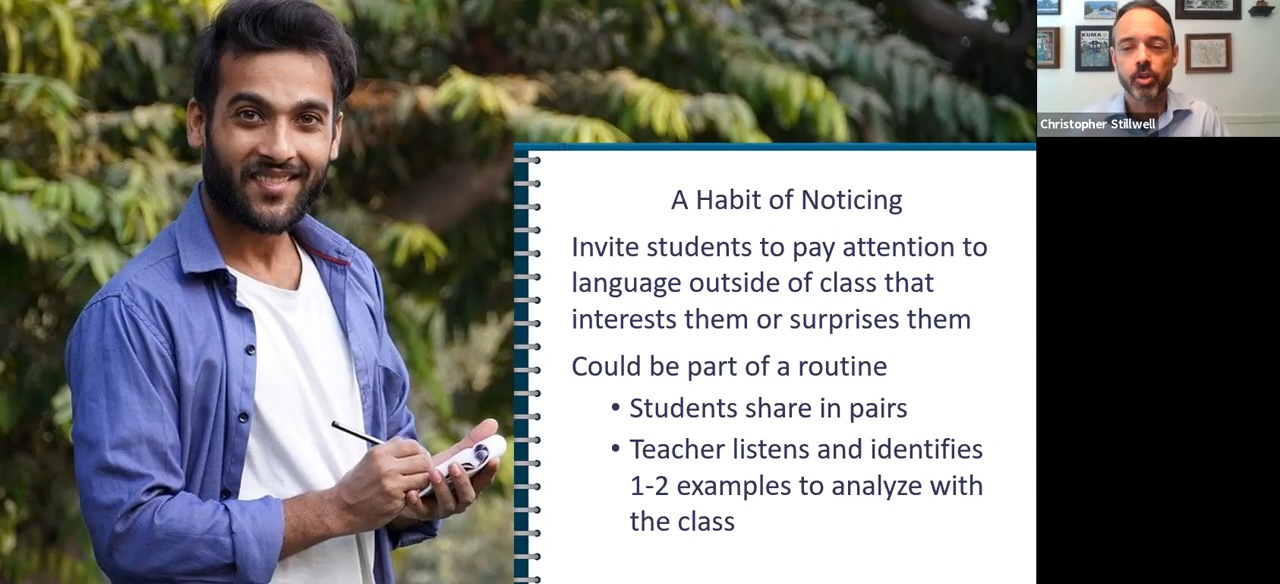 KUMA
Christopher Stillwell
A Habit of Noticing
Invite students to pay attention to
language outside of class that
interests them or surprises them
Could be part of a routine
• Students share in pairs
• Teacher listens and identifies
1-2 examples to analyze with
the class